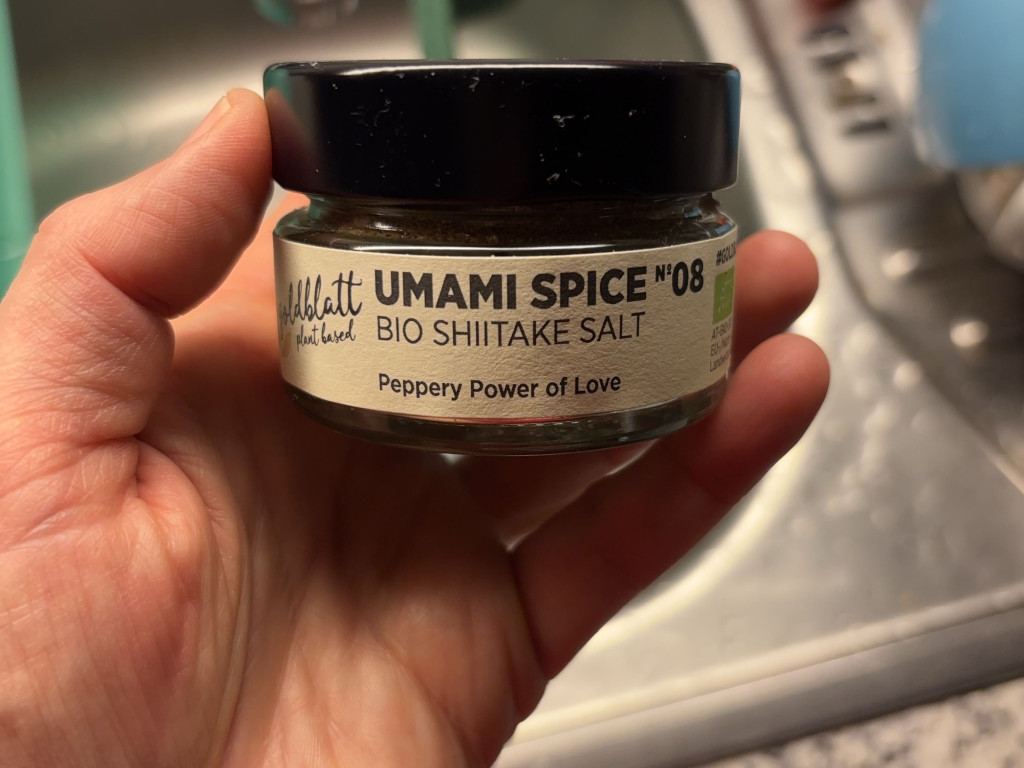 goldblatt
plant based
UMAMI SPICE Nº08
BIO SHIITAKE SALT
Peppery Power of Love